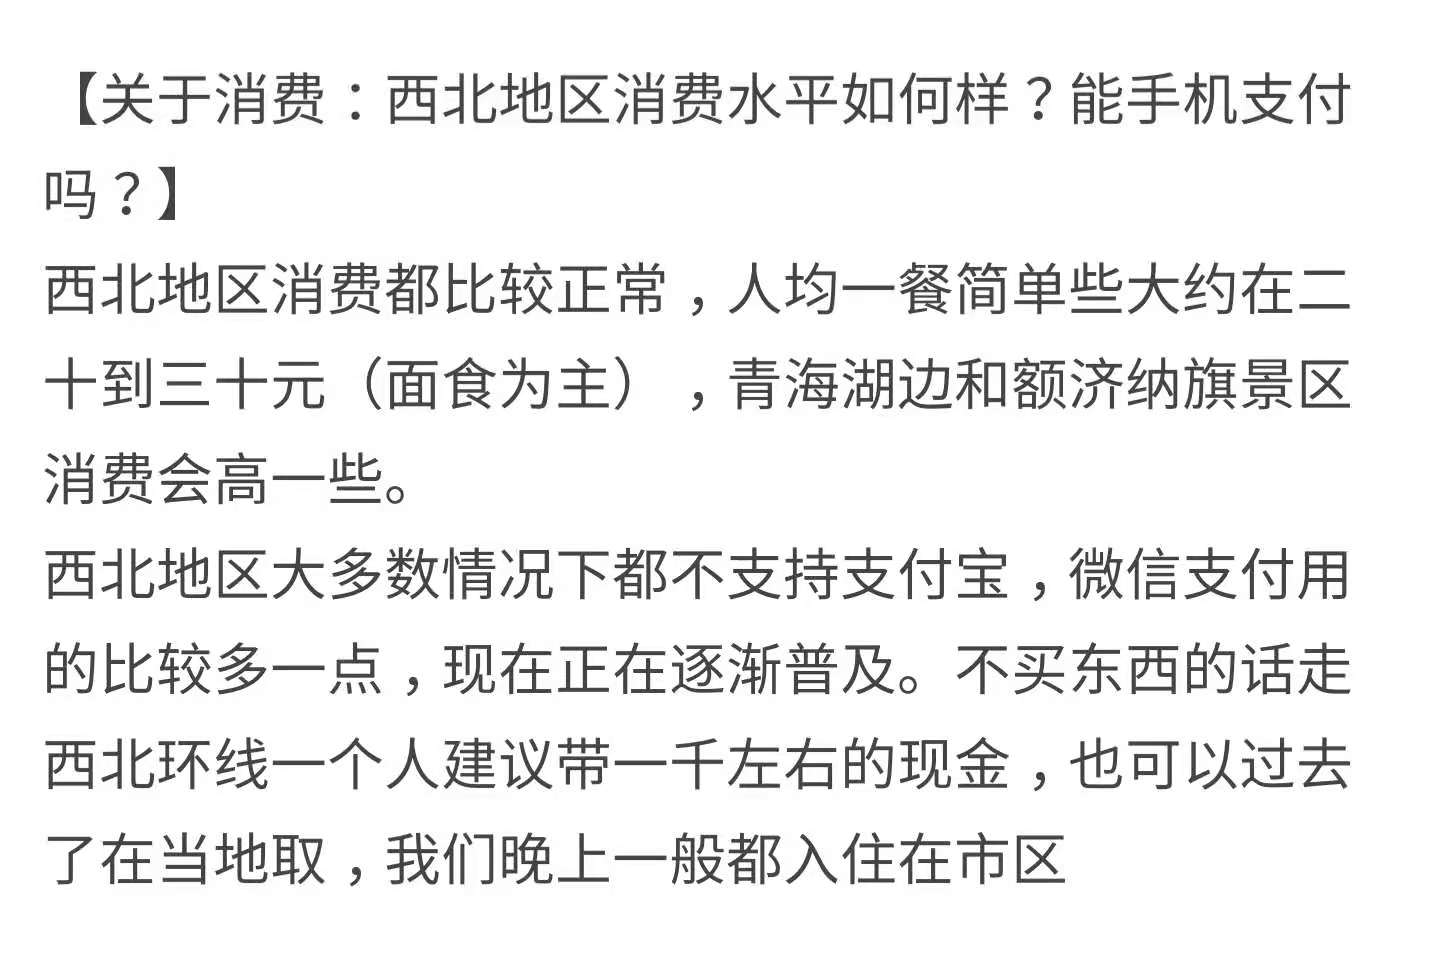 【关于消费：西北地区消费水平如何样？能手机支付
吗？】
西北地区消费都比较正常，人均一餐简单些大约在二
十到三十元（面食为主），青海湖边和额济纳旗景区
消费会高一些。
西北地区大多数情况下都不支持支付宝，微信支付用
的比较多一点，现在正在逐渐普及。不买东西的话走
西北环线一个人建议带一千左右的现金，也可以过去
了在当地取，我们晚上一般都入住在市区